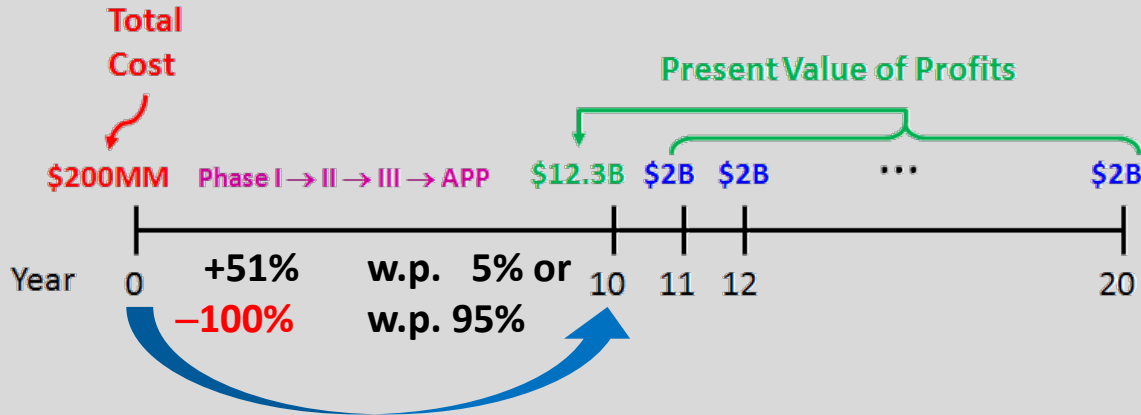 Total
Cost
Present Value of Profits
$200MM Phase I → II → III → APP $12.3B $2B $2B ... $2B
Year 0 10 11 12 20
+51% w.p. 5% or
−100% w.p. 95%